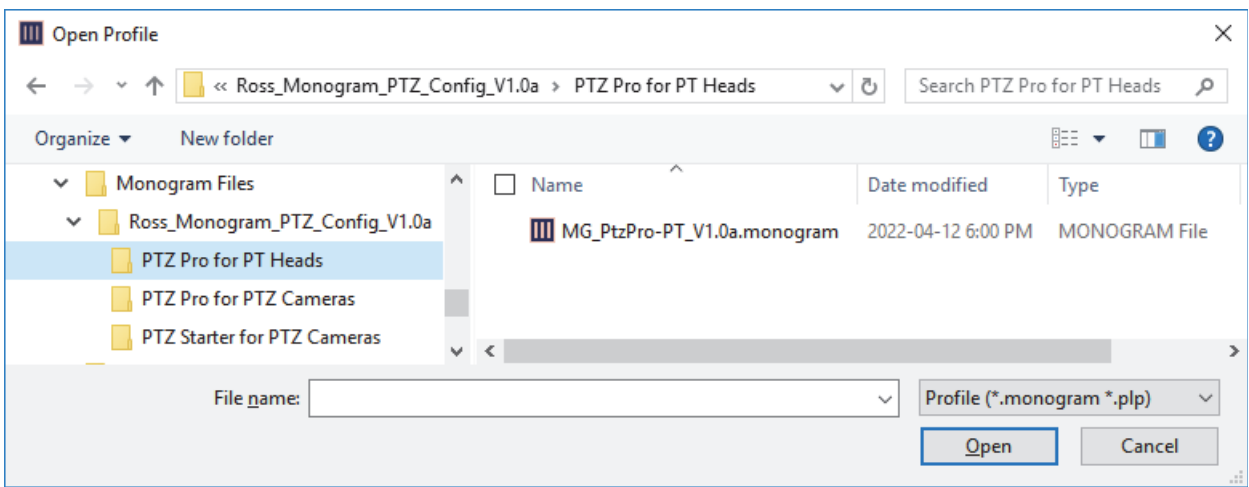 Open Profile
« Ross_Monogram_PTZ_Config_V1.0a › PTZ Pro for PT Heads
Search PTZ Pro for PT Heads
Organize
New folder
?
Monogram Files
Ross_Monogram_PTZ_Config_V1.0a
PTZ Pro for PT Heads
PTZ Pro for PTZ Cameras
PTZ Starter for PTZ Cameras
Name
Date modified
Type
MG_PtzPro-PT_V1.0a.monogram
2022-04-12 6:00 PM
MONOGRAM File
File name:
Profile (*.monogram *.plp)
Open
Cancel